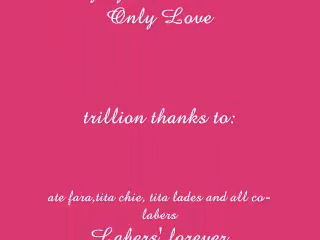 Only Love
trillion thanks to:
ate fara,tita chie, tita lades and all co-
labers
Labers' forever